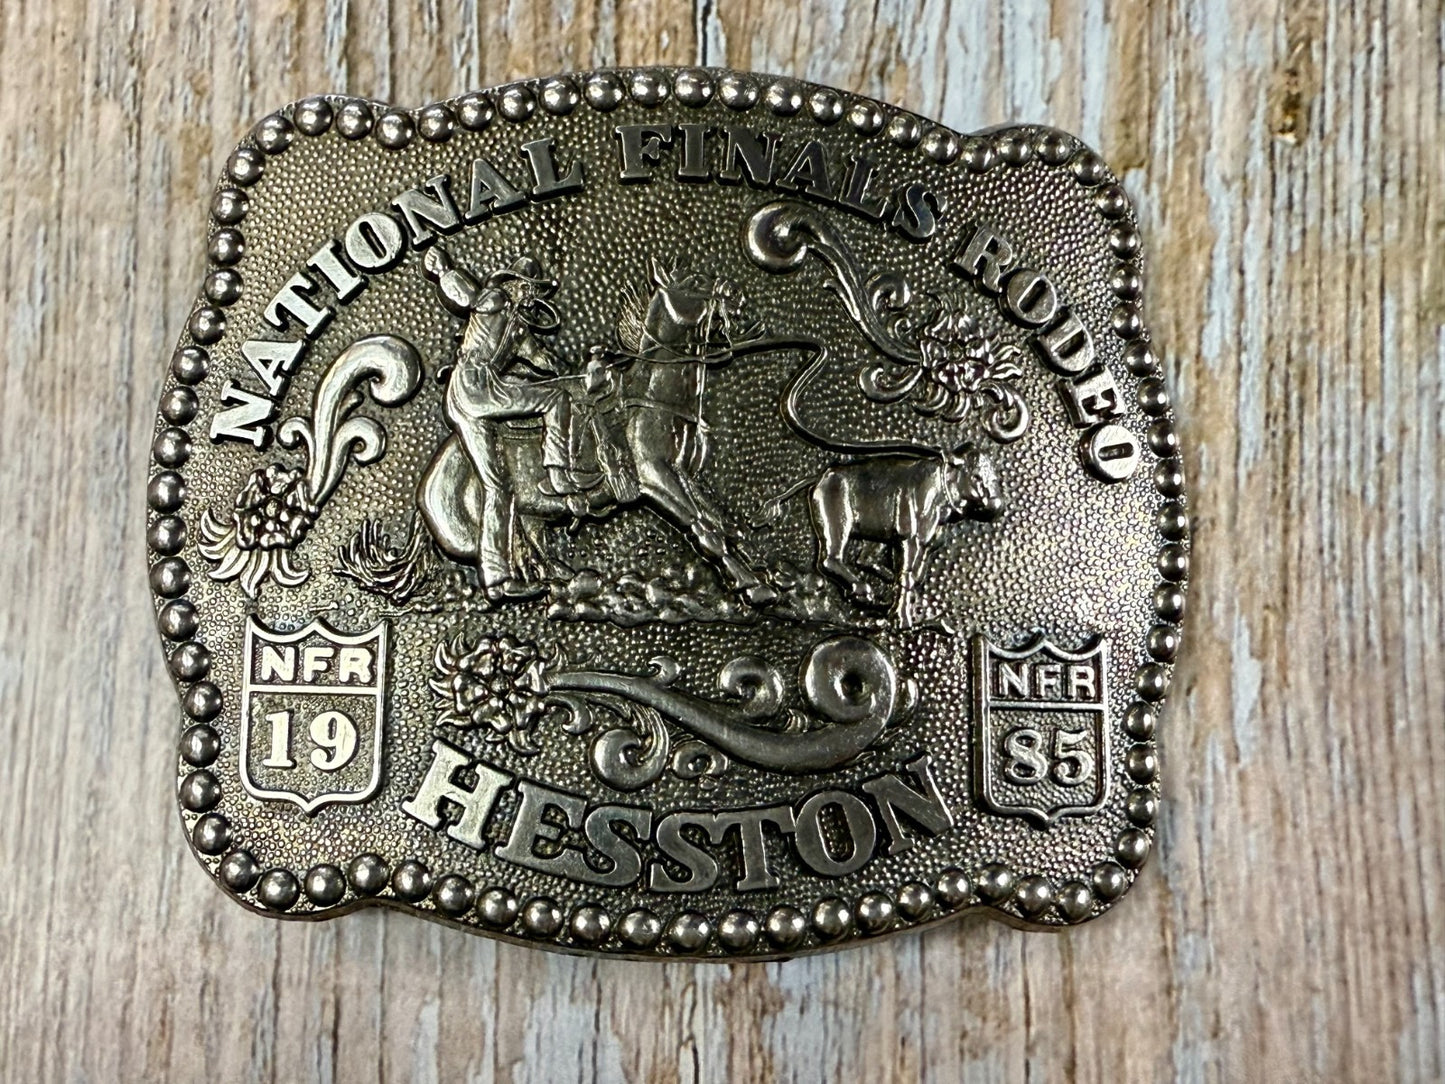 NATIONAL FINALS RODEO
NFR
19
NFR
85
HESSTON